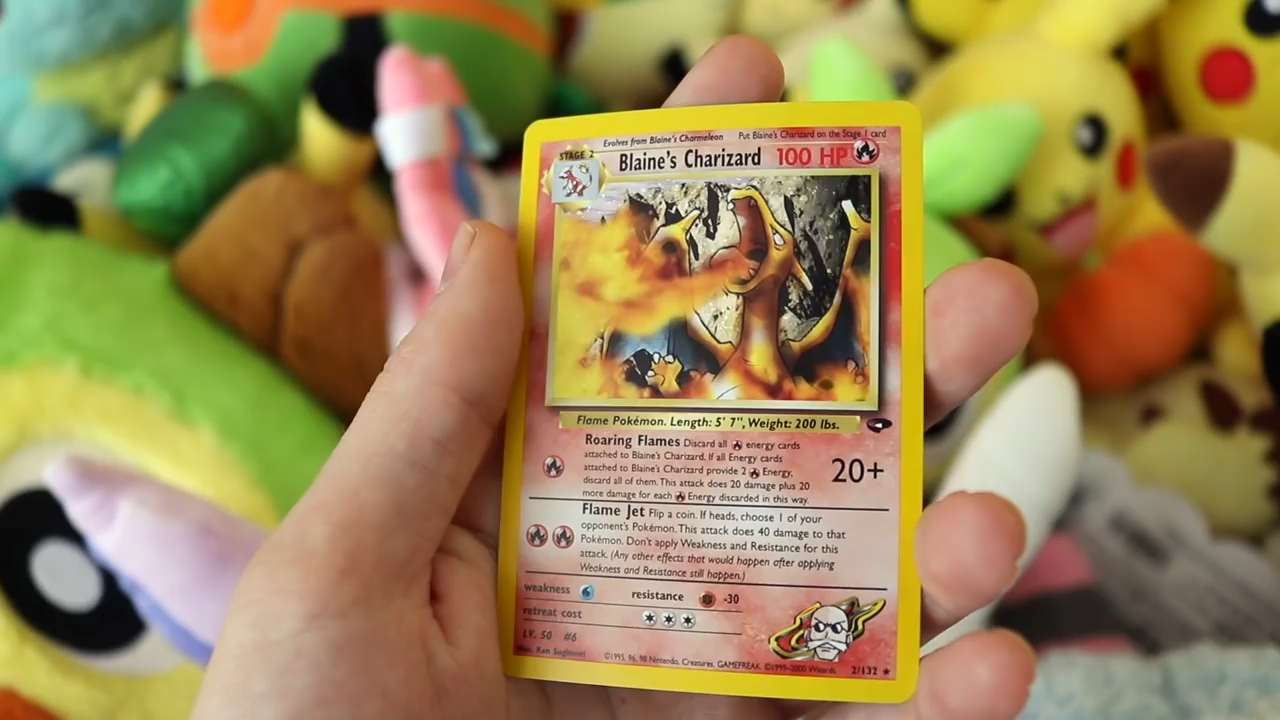 Evolves from Blaine's Charmeleon Put Blaine's Charizard on the Stage 1 card
STAGE 2
Blaine's Charizard 100 HP
Flame Pokémon. Length: 5' 7", Weight: 200 lbs.
Roaring Flames Discard all energy cards
attached to Blaine's Charizard. If all Energy cards
attached to Blaine's Charizard provide 2 Energy,
discard all of them. This attack does 20 damage plus 20
more damage for each Energy discarded in this way.
20+
Flame Jet Flip a coin. If heads, choose 1 of your
opponent's Pokémon. This attack does 40 damage to that
Pokémon. Don't apply Weakness and Resistance for this
attack. (Any other effects that would happen after applying
Weakness and Resistance still happen.)
weakness resistance -30
retreat cost
LV. 50 #6
Illus. Ken Sugimori ©1995, 96, 98 Nintendo, Creatures, GAMEFREAK. ©1999-2000 Wizards. 2/132 ★